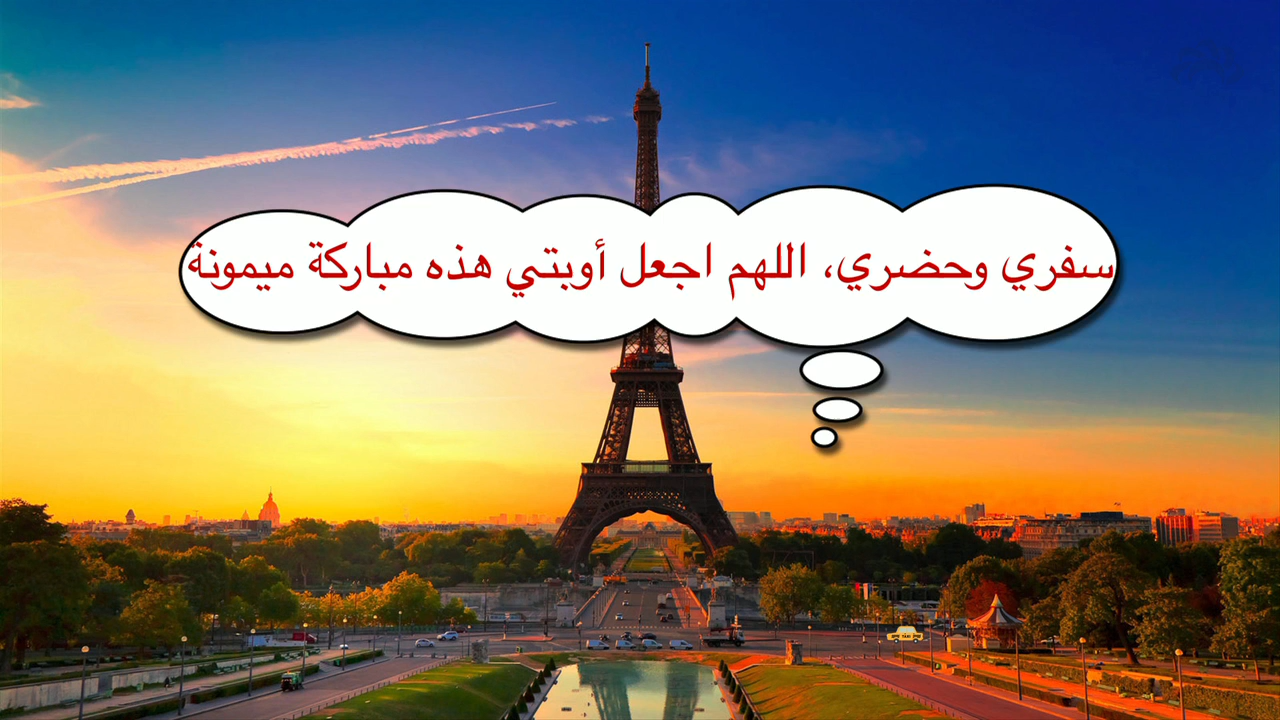 سفري وحضري، اللهم اجعل أوبتي هذه مباركة ميمونة